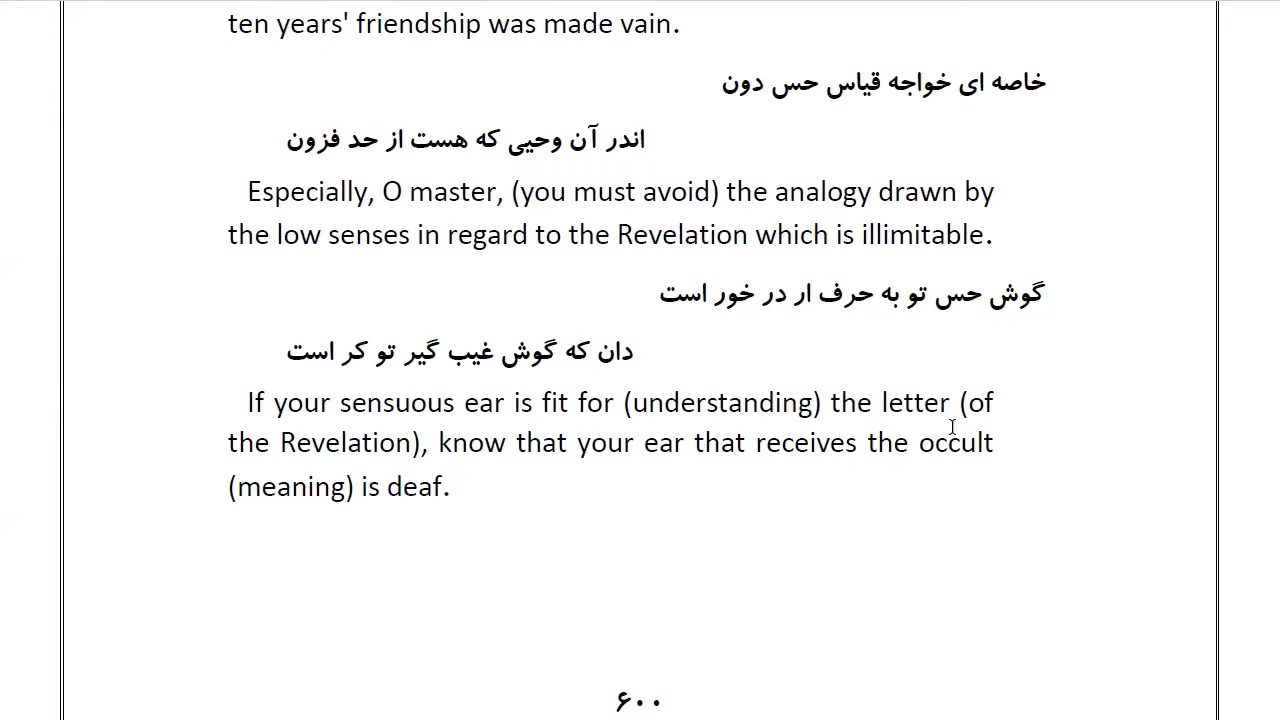 ten years' friendship was made vain.
خاصه ای خواجه قیاس حس دون
اندر آن وحیی که هست از حد فزون
Especially, O master, (you must avoid) the analogy drawn by
the low senses in regard to the Revelation which is illimitable.
گوش حس تو به حرف ار در خور است
دان که گوش غیب گیر تو کر است
If your sensuous ear is fit for (understanding) the letter (of
the Revelation), know that your ear that receives the occult
(meaning) is deaf.
۶۰۰